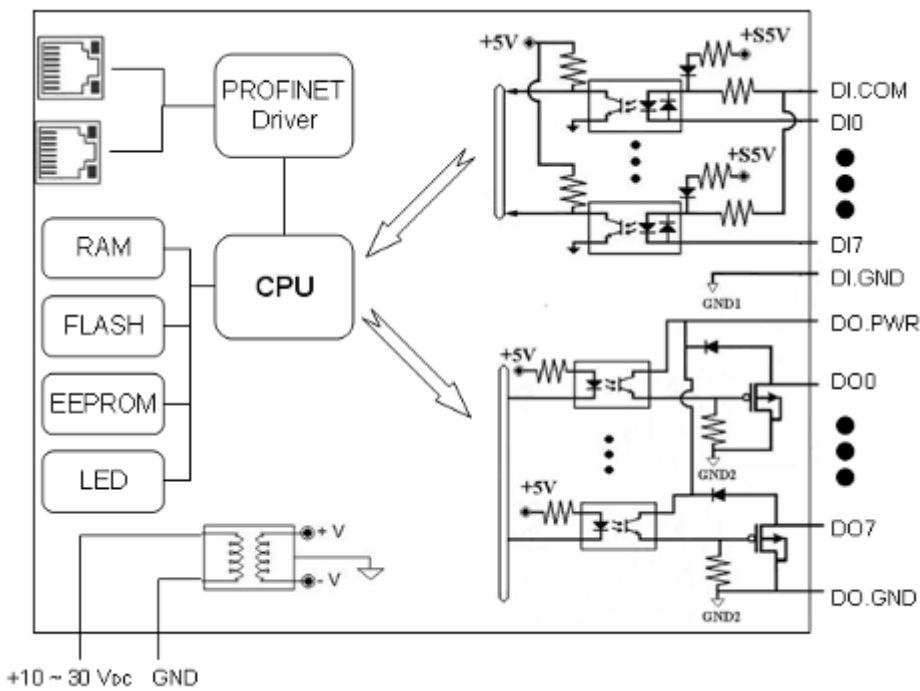 PROFINET
Driver
+5V
+S5V
DI.COM
DI0
RAM
CPU
+S5V
DI7
FLASH
GND1
DI.GND
DO.PWR
+5V
EEPROM
DO0
GND2
LED
+5V
+V
DO7
-V
GND2
DO.GND
+10 ~ 30 VDC
GND